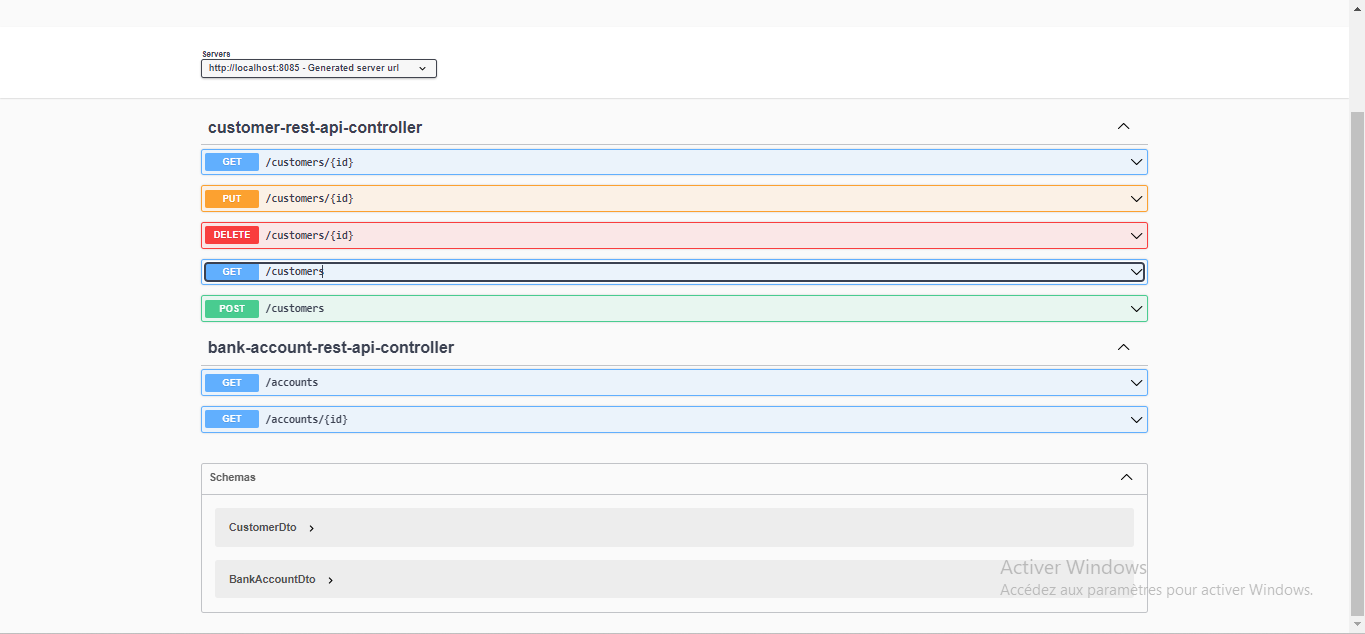 Servers
http://localhost:8085 - Generated server url
customer-rest-api-controller
GET /customers/{id}
PUT /customers/{id}
DELETE /customers/{id}
GET /customers
POST /customers
bank-account-rest-api-controller
GET /accounts
GET /accounts/{id}
Schemas
CustomerDto
BankAccountDto
Activer Windows
Accédez aux paramètres pour activer Windows.